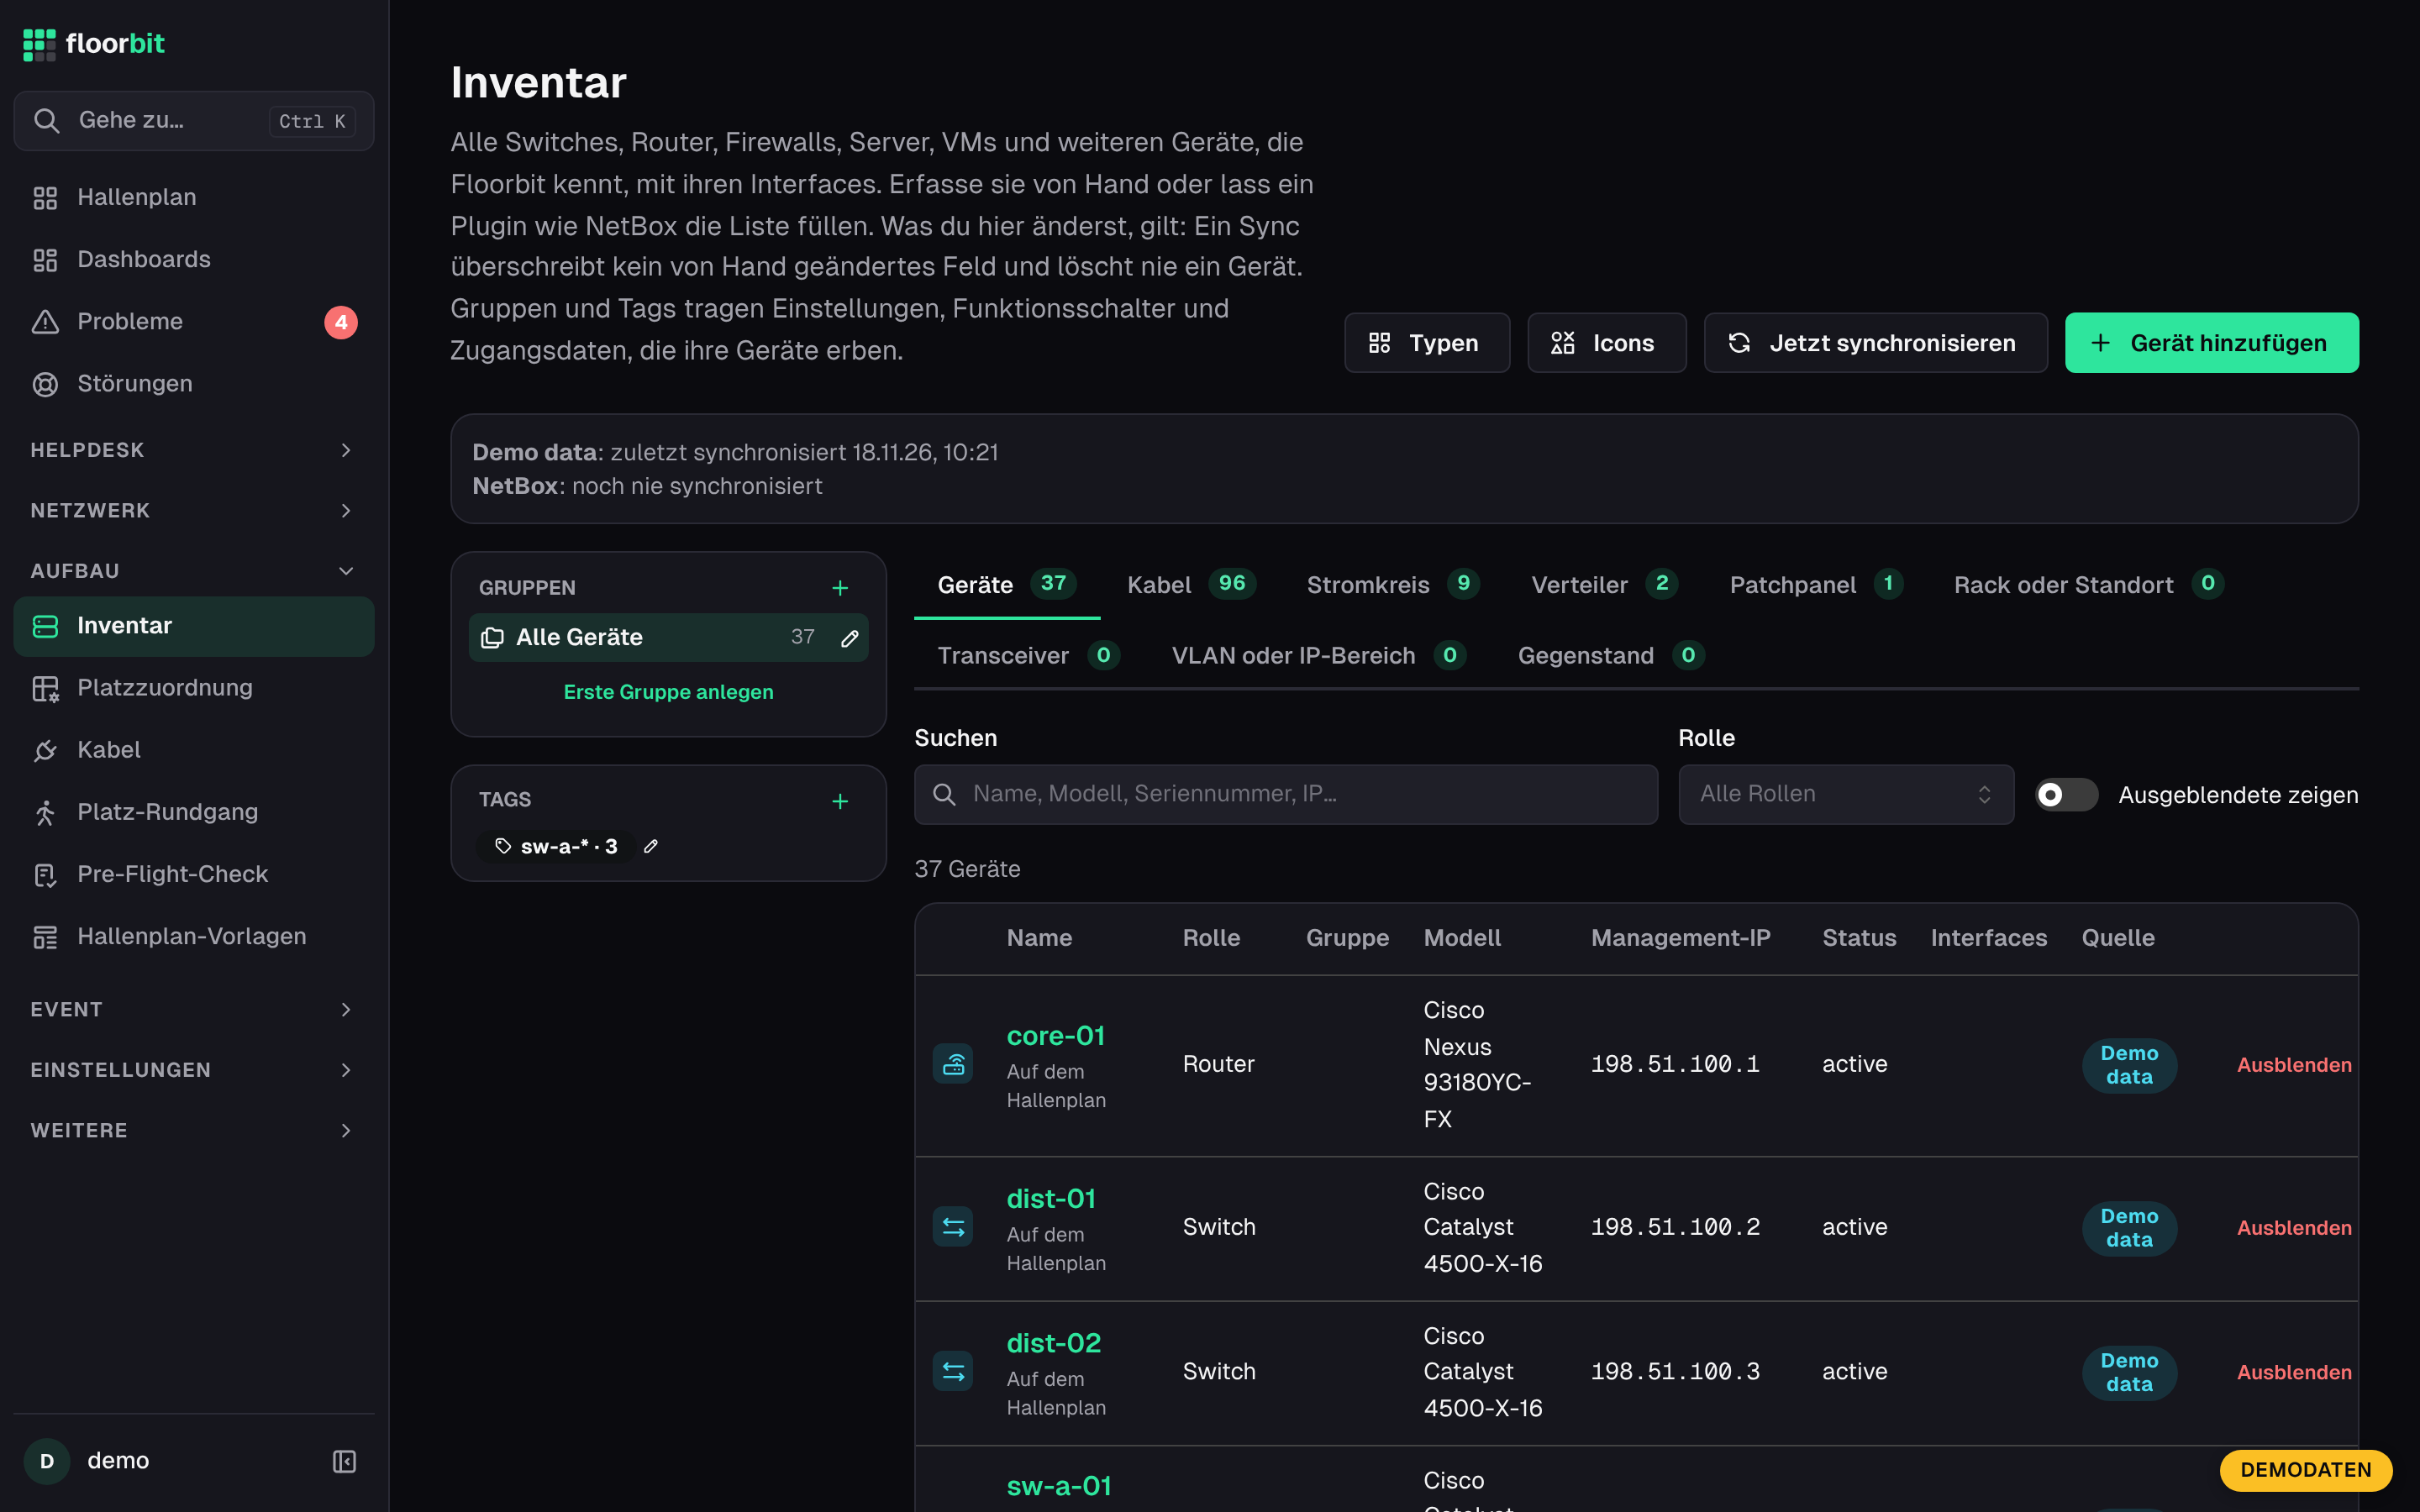 floorbit
Gehe zu... Ctrl K
Hallenplan
Dashboards
Probleme 4
Störungen
HELPDESK
NETZWERK
AUFBAU
Inventar
Platzzuordnung
Kabel
Platz-Rundgang
Pre-Flight-Check
Hallenplan-Vorlagen
EVENT
EINSTELLUNGEN
WEITERE
D demo
Inventar
Alle Switches, Router, Firewalls, Server, VMs und weiteren Geräte, die
Floorbit kennt, mit ihren Interfaces. Erfasse sie von Hand oder lass ein
Plugin wie NetBox die Liste füllen. Was du hier änderst, gilt: Ein Sync
überschreibt kein von Hand geändertes Feld und löscht nie ein Gerät.
Gruppen und Tags tragen Einstellungen, Funktionsschalter und
Zugangsdaten, die ihre Geräte erben.
Typen Icons Jetzt synchronisieren Gerät hinzufügen
Demo data: zuletzt synchronisiert 18.11.26, 10:21
NetBox: noch nie synchronisiert
GRUPPEN
Alle Geräte 37
Erste Gruppe anlegen
TAGS
sw-a-* · 3
Geräte 37 Kabel 96 Stromkreis 9 Verteiler 2 Patchpanel 1 Rack oder Standort 0
Transceiver 0 VLAN oder IP-Bereich 0 Gegenstand 0
Suchen Rolle
Name, Modell, Seriennummer, IP... Alle Rollen Ausgeblendete zeigen
37 Geräte
Name Rolle Gruppe Modell Management-IP Status Interfaces Quelle
core-01
Auf dem
Hallenplan
Router
Cisco
Nexus
93180YC-
FX
198.51.100.1
active
Demo
data
Ausblenden
dist-01
Auf dem
Hallenplan
Switch
Cisco
Catalyst
4500-X-16
198.51.100.2
active
Demo
data
Ausblenden
dist-02
Auf dem
Hallenplan
Switch
Cisco
Catalyst
4500-X-16
198.51.100.3
active
Demo
data
Ausblenden
sw-a-01
Cisco
DEMODATEN